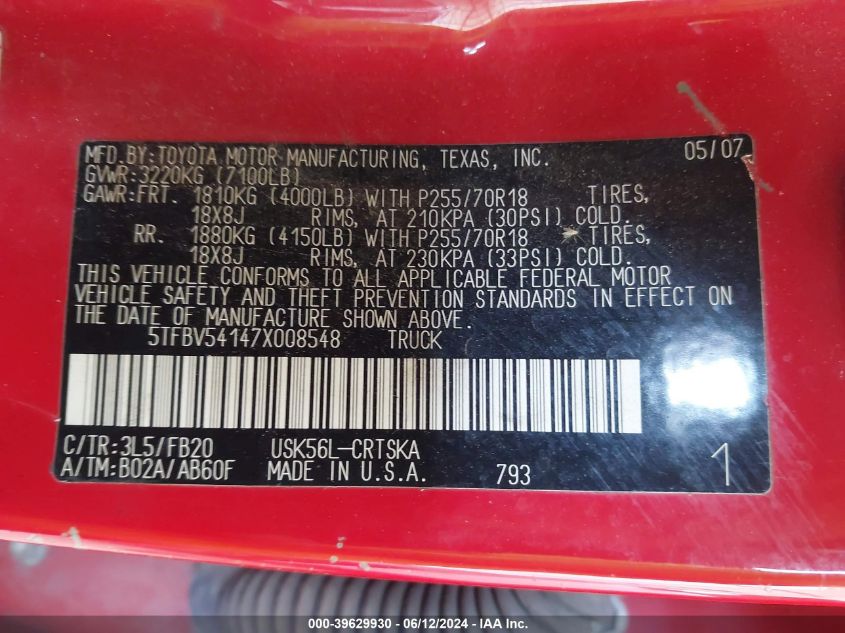 MFD.BY:TOYOTA MOTOR MANUFACTURING, TEXAS, INC. 05/07
GVWR:3220KG (7100LB)
GAWR:FRT. 1810KG (4000LB) WITH P255/70R18 TIRES,
18X8J RIMS, AT 210KPA (30PSI) COLD.
RR. 1880KG (4150LB) WITH P255/70R18 TIRES,
18X8J RIMS, AT 230KPA (33PSI) COLD.
THIS VEHICLE CONFORMS TO ALL APPLICABLE FEDERAL MOTOR
VEHICLE SAFETY AND THEFT PREVENTION STANDARDS IN EFFECT ON
THE DATE OF MANUFACTURE SHOWN ABOVE.
5TFBV54147X008548 TRUCK
C/TR:3L5/FB20 USK56L-CRTSKA
A/TM:B02A/AB60F MADE IN U.S.A. 793 1
000-39629930 - 06/12/2024 - IAA Inc.